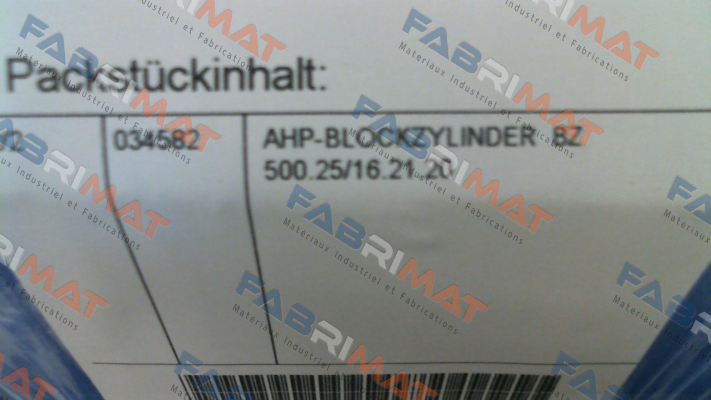 Packstückinhalt:
034582
AHP-BLOCKZYLINDER BZ
500.25/16.21.20
FABRIMAT
Materiaux Industriel et Fabrications